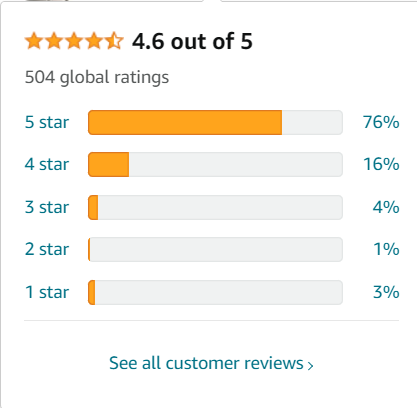 4.6 out of 5
504 global ratings
5 star 76%
4 star 16%
3 star 4%
2 star 1%
1 star 3%
See all customer reviews ›